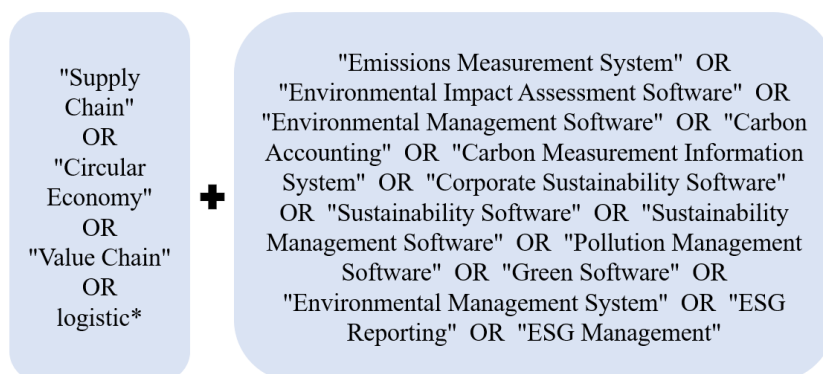 "Supply
Chain"
OR
"Circular
Economy"
OR
"Value Chain"
OR
logistic*
"Emissions Measurement System" OR
"Environmental Impact Assessment Software" OR
"Environmental Management Software" OR "Carbon
Accounting" OR "Carbon Measurement Information
System" OR "Corporate Sustainability Software"
OR "Sustainability Software" OR "Sustainability
Management Software" OR "Pollution Management
Software" OR "Green Software" OR
"Environmental Management System" OR "ESG
Reporting" OR "ESG Management"